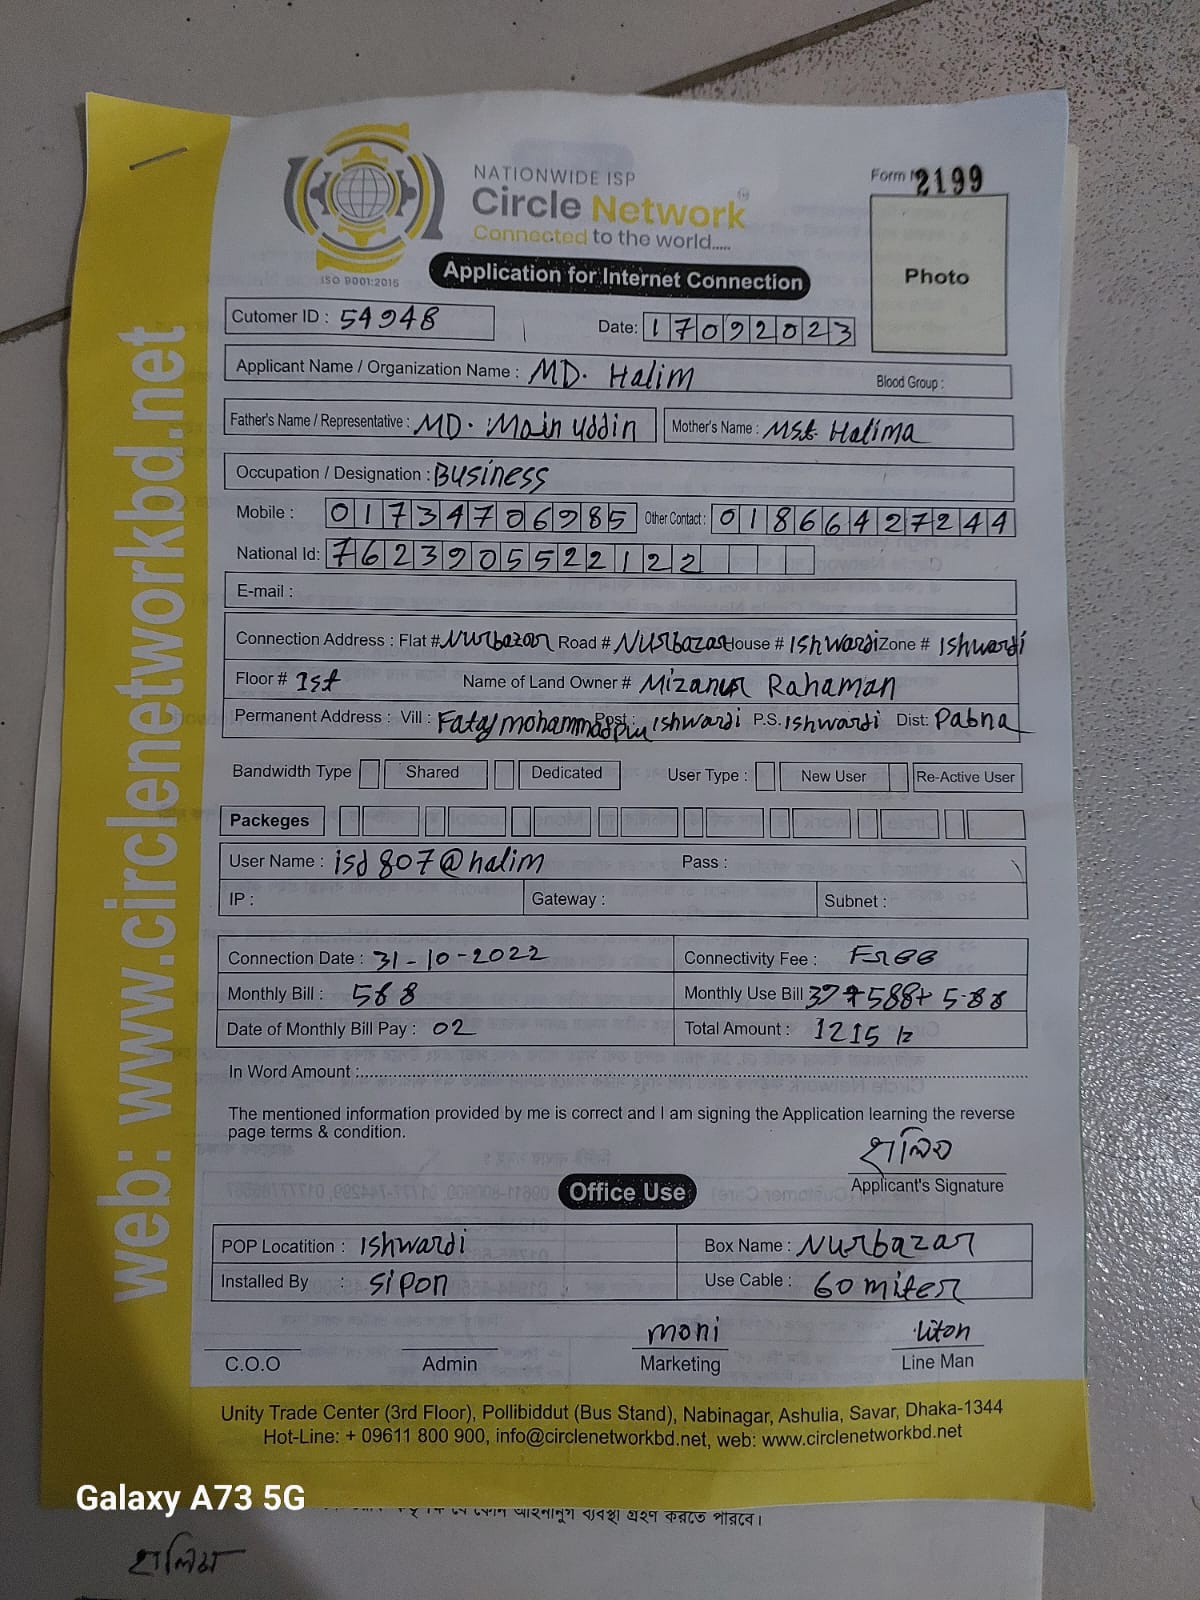 NATIONWIDE ISP
Circle Network
Connected to the world.....
ISO 9001:2015
Form N 2199
Photo
Application for Internet Connection
Cutomer ID : 54948 Date: 17092023
Applicant Name / Organization Name : MD. Halim Blood Group :
Father's Name / Representative : MD. Main uddin Mother's Name : Mst. Halima
Occupation / Designation : Business
Mobile : 01734706985 Other Contact : 01866427244
National Id: 7623905522122
E-mail :
Connection Address : Flat # Nurbazar Road # Nurbazar House # Ishwardi Zone # Ishwardi
Floor # 1st Name of Land Owner # Mizanur Rahaman
Permanent Address : Vill : Post : Ishwardi P.S. Ishwardi Dist: Pabna
Bandwidth Type Shared Dedicated User Type : New User Re-Active User
Packeges
User Name : isd807@halim Pass :
IP : Gateway : Subnet :
Connection Date : 31-10-2022 Connectivity Fee : Free
Monthly Bill : 588 Monthly Use Bill 588+ 588
Date of Monthly Bill Pay : 02 Total Amount : 1215
In Word Amount :
The mentioned information provided by me is correct and I am signing the Application learning the reverse
page terms & condition.
হালিম
Applicant's Signature
Office Use
POP Locatition : Ishwardi Box Name : Nurbazar
Installed By : Sipon Use Cable : 60 miter
moni liton
C.O.O Admin Marketing Line Man
Unity Trade Center (3rd Floor), Pollibiddut (Bus Stand), Nabinagar, Ashulia, Savar, Dhaka-1344
Hot-Line: + 09611 800 900, info@circlenetworkbd.net, web: www.circlenetworkbd.net
web: www.circlenetworkbd.net
Galaxy A73 5G
যে কোন আইনানুগ ব্যবস্থা গ্রহণ করতে পারবে।
হালিম